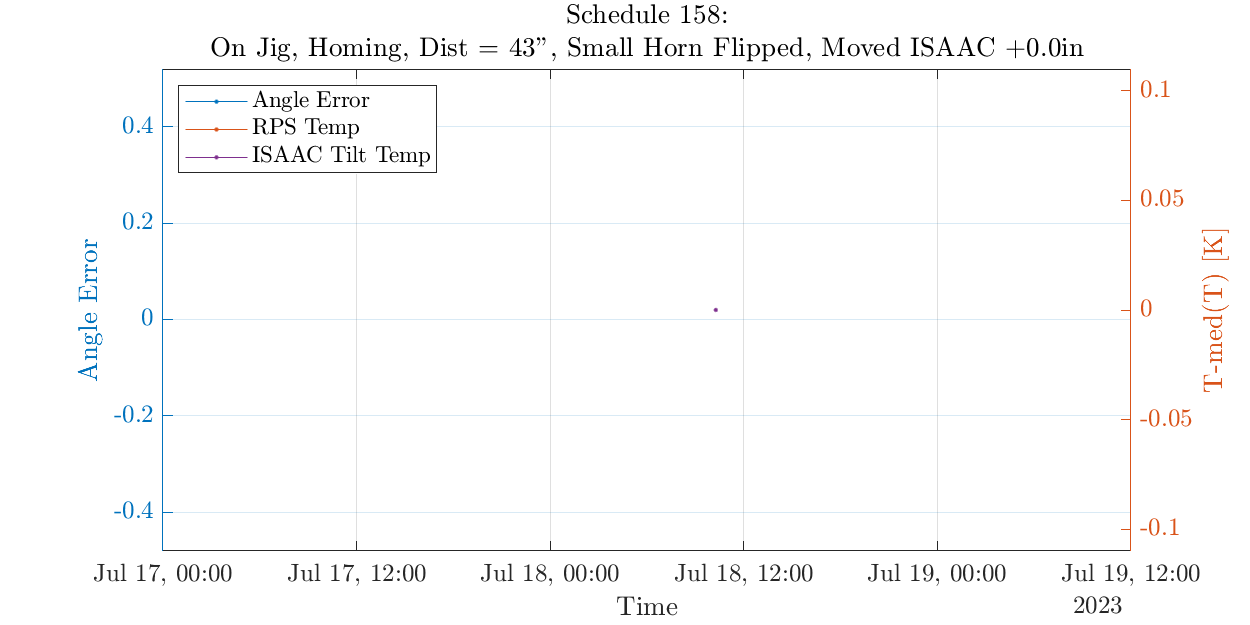 Schedule 158:
On Jig, Homing, Dist = 43", Small Horn Flipped, Moved ISAAC +0.0in
Angle Error
RPS Temp
ISAAC Tilt Temp
0.4
0.2
0
-0.2
-0.4
Angle Error
0.1
0.05
0
-0.05
-0.1
T-med(T) [K]
Jul 17, 00:00
Jul 17, 12:00
Jul 18, 00:00
Jul 18, 12:00
Jul 19, 00:00
Jul 19, 12:00
Time
2023